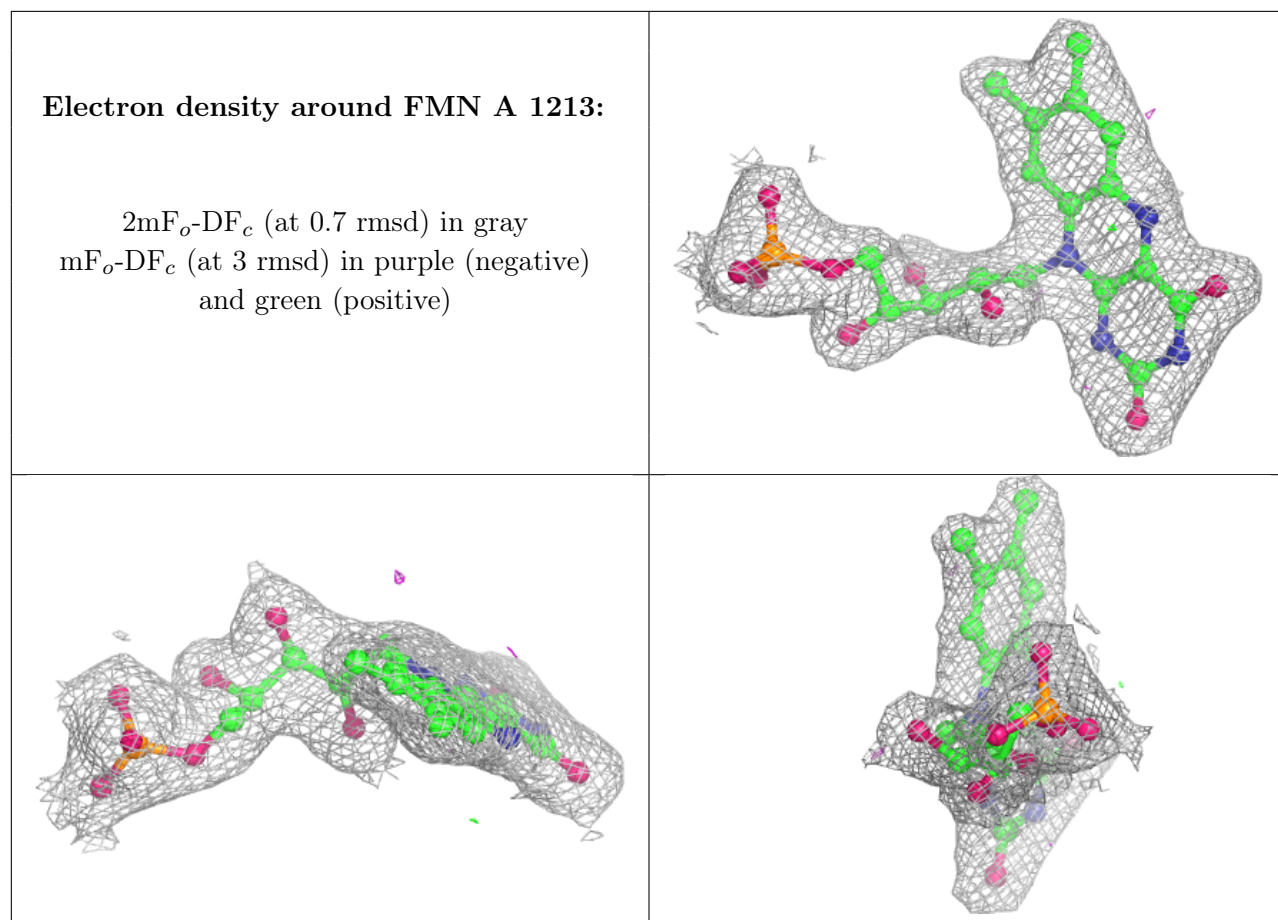 Electron density around FMN A 1213:
2mFo-DFc (at 0.7 rmsd) in gray
mFo-DFc (at 3 rmsd) in purple (negative)
and green (positive)